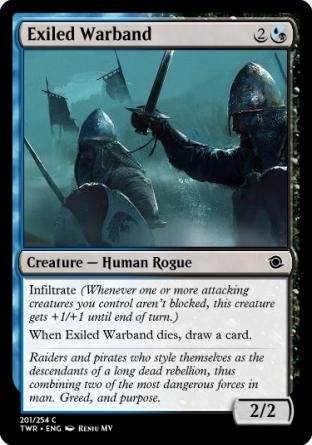 Exiled Warband 2
Creature — Human Rogue
Infiltrate (Whenever one or more attacking
creatures you control aren't blocked, this creature
gets +1/+1 until end of turn.)
When Exiled Warband dies, draw a card.
Raiders and pirates who style themselves as the
descendants of a long dead rebellion, thus
combining two of the most dangerous forces in
man. Greed, and purpose.
2/2
201/254 C
TWR • ENG Reniu MV